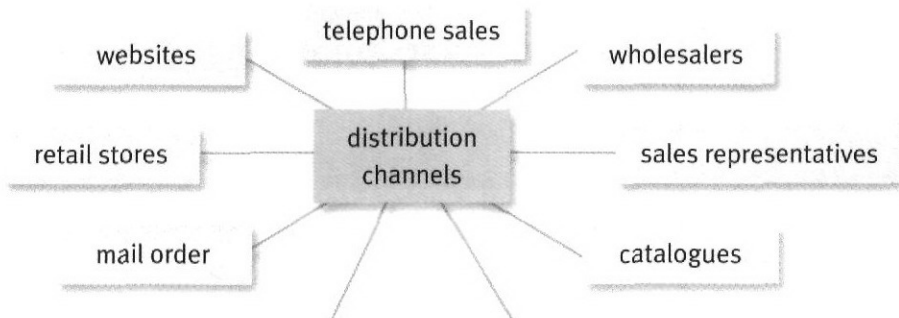 telephone sales
websites
wholesalers
distribution
channels
retail stores
sales representatives
mail order
catalogues